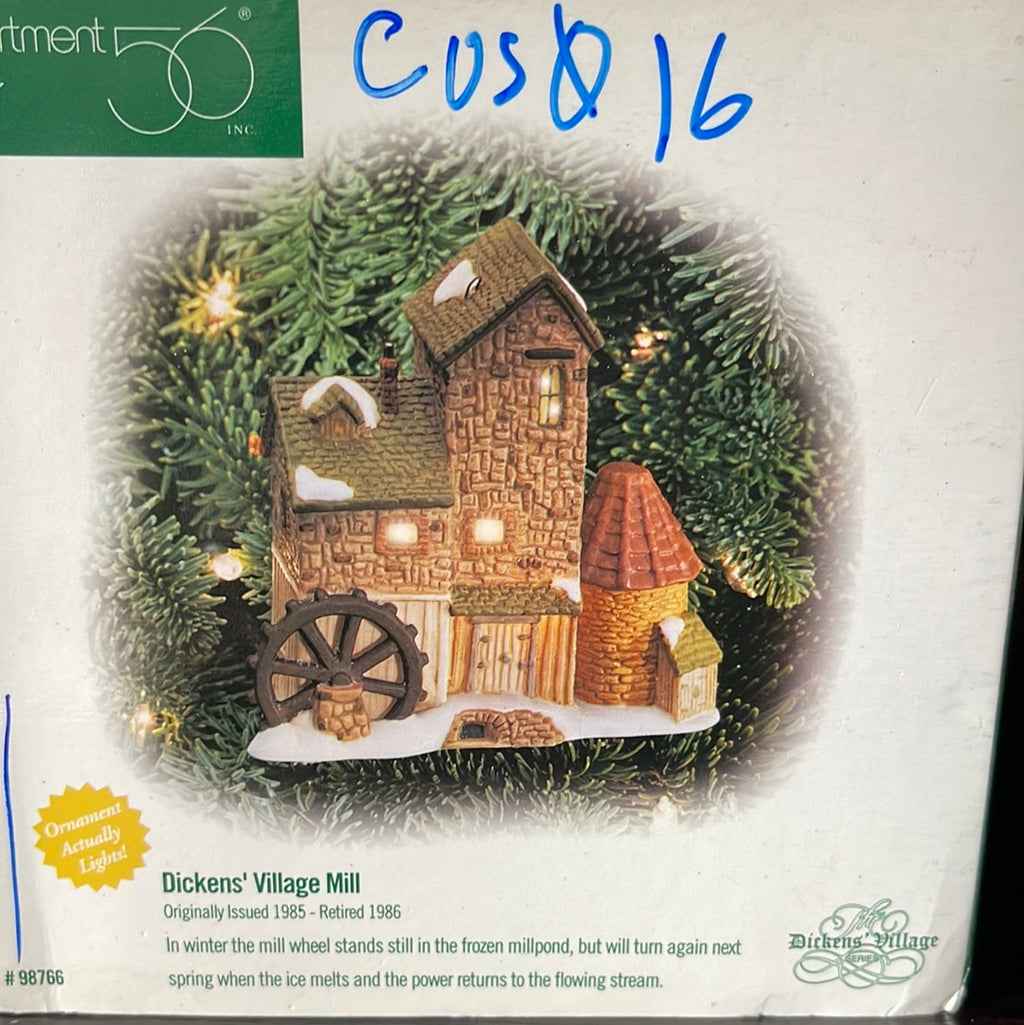 rtment 56®
INC.
16
Ornament
Actually
Lights!
Dickens' Village Mill
Originally Issued 1985 - Retired 1986
In winter the mill wheel stands still in the frozen millpond, but will turn again next
spring when the ice melts and the power returns to the flowing stream.
# 98766
The
Dickens' Village
SERIES